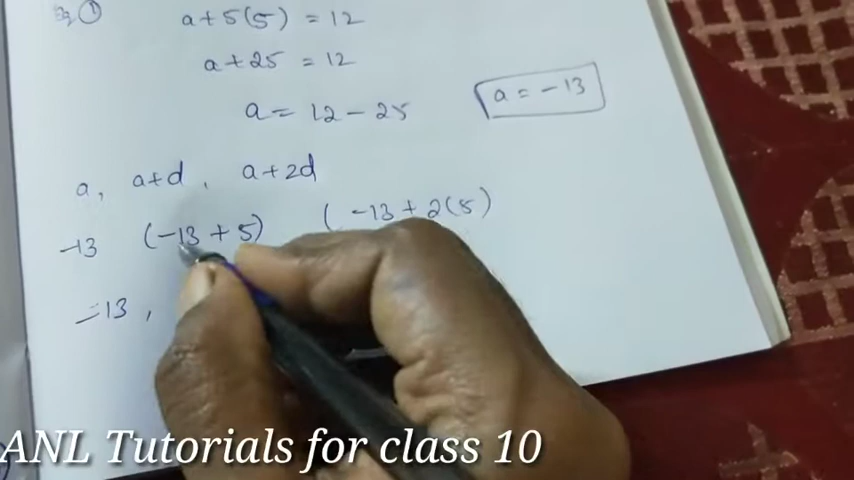 Eq ①
a + 5(5) = 12
a + 25 = 12
a = 12 - 25
a = -13
a, a+d, a+2d
-13 (-13 + 5) (-13 + 2(5)
-13,
ANL Tutorials for class 10